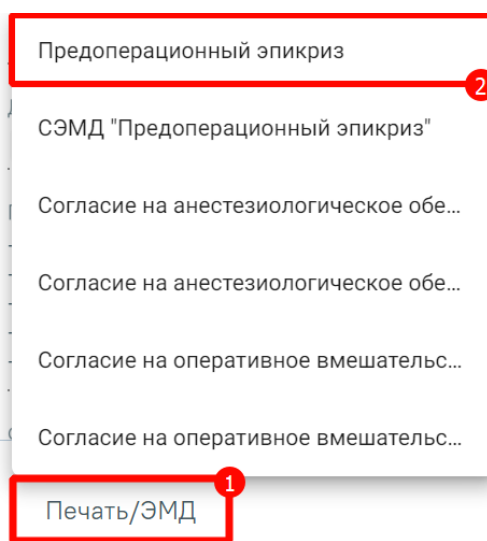 Предоперационный эпикриз
2
СЭМД "Предоперационный эпикриз"
Согласие на анестезиологическое обе...
Согласие на анестезиологическое обе...
Согласие на оперативное вмешательс...
Согласие на оперативное вмешательс...
1
Печать/ЭМД